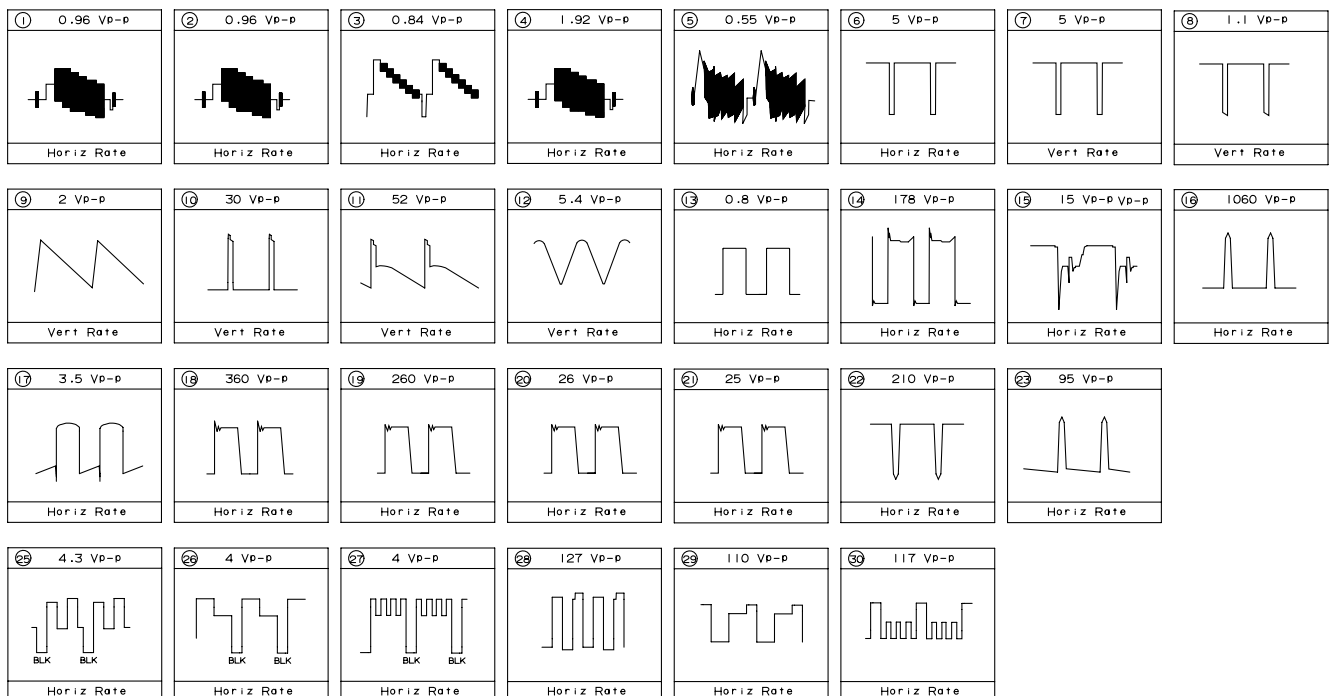 ① 0.96 Vp-p ② 0.96 Vp-p ③ 0.84 Vp-p ④ 1.92 Vp-p ⑤ 0.55 Vp-p ⑥ 5 Vp-p ⑦ 5 Vp-p ⑧ 1.1 Vp-p
Horiz Rate Horiz Rate Horiz Rate Horiz Rate Horiz Rate Horiz Rate Vert Rate Vert Rate
⑨ 2 Vp-p ⑩ 30 Vp-p ⑪ 52 Vp-p ⑫ 5.4 Vp-p ⑬ 0.8 Vp-p ⑭ 178 Vp-p ⑮ 15 Vp-p Vp-p ⑯ 1060 Vp-p
Vert Rate Vert Rate Vert Rate Vert Rate Horiz Rate Horiz Rate Horiz Rate Horiz Rate
⑰ 3.5 Vp-p ⑱ 360 Vp-p ⑲ 260 Vp-p ⑳ 26 Vp-p ㉑ 25 Vp-p ㉒ 210 Vp-p ㉓ 95 Vp-p
Horiz Rate Horiz Rate Horiz Rate Horiz Rate Horiz Rate Horiz Rate Horiz Rate
㉕ 4.3 Vp-p ㉖ 4 Vp-p ㉗ 4 Vp-p ㉘ 127 Vp-p ㉙ 110 Vp-p ㉚ 117 Vp-p
BLK BLK BLK BLK BLK BLK
Horiz Rate Horiz Rate Horiz Rate Horiz Rate Horiz Rate Horiz Rate